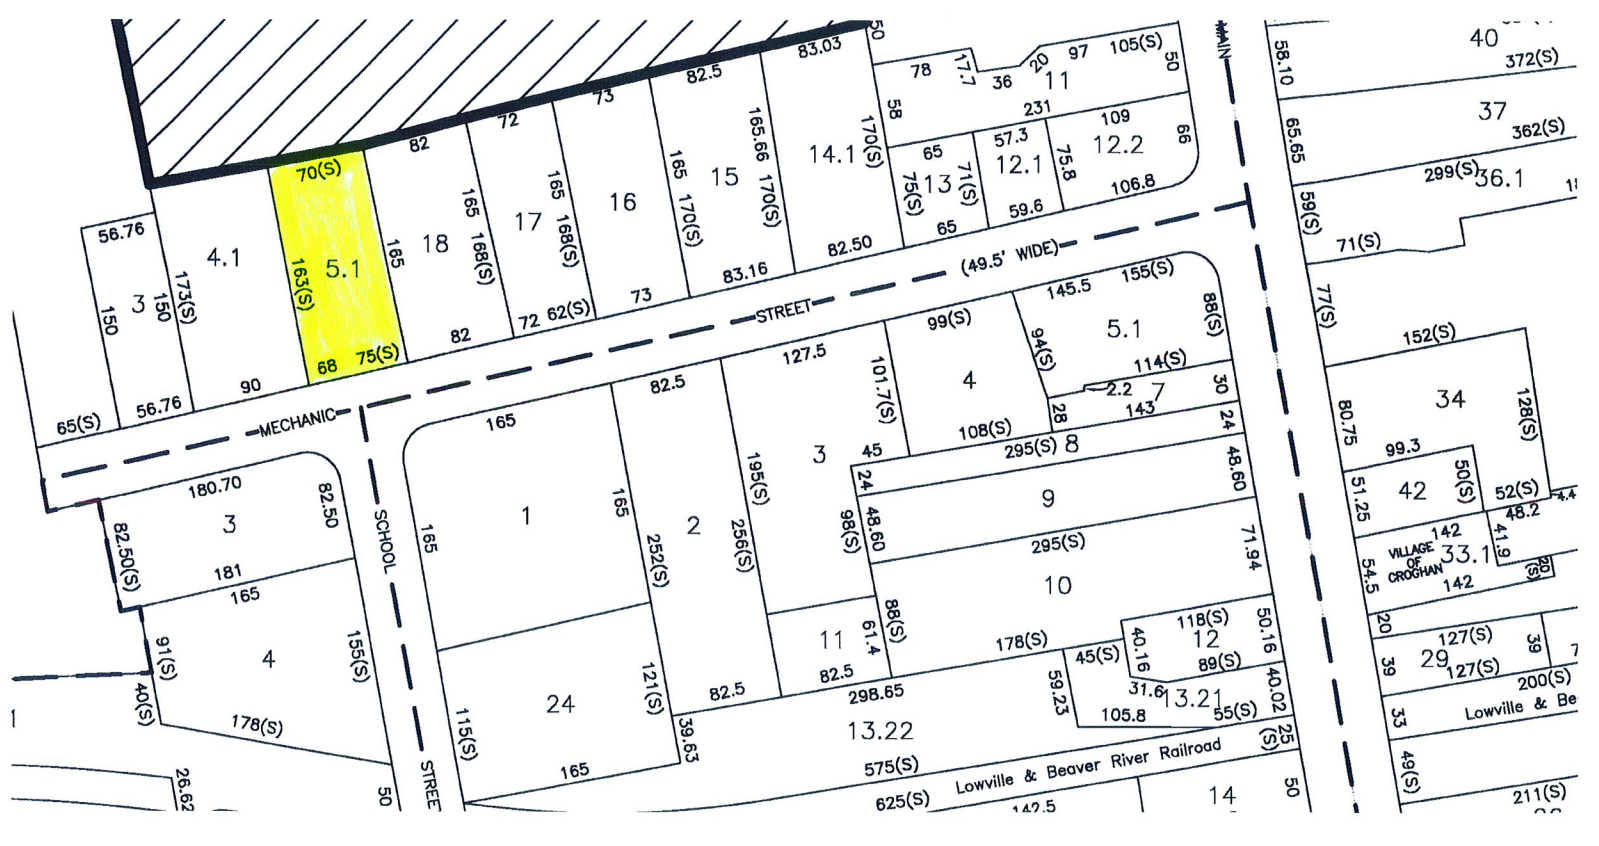 50
83.03
82.5
73
72
82
70(S)
56.76
78
17.7
36
20
97
105(S)
11
50
58
231
109
66
57.3
12.1
75.8
12.2
106.8
65
13
71(S)
75(S)
65
59.6
170(S)
14.1
82.50
165.66
170(S)
15
165
170(S)
83.16
16
73
165
168(S)
17
72
62(S)
165
168(S)
18
82
165
5.1
163(S)
68
75(S)
4.1
173(S)
90
3
150
150
56.76
65(S)
MECHANIC
STREET
(49.5' WIDE)
MAIN
58.10
40
372(S)
37
362(S)
65.65
299(S)
36.1
59(S)
71(S)
77(S)
152(S)
34
128(S)
80.75
99.3
50(S)
42
52(S)
4.4
51.25
48.2
142
41.9
VILLAGE
OF
CROGHAN
33.1
20
(S)
142
54.5
20
127(S)
29
127(S)
39
39
200(S)
Lowville & Be
33
49(S)
211(S)
155(S)
145.5
5.1
88(S)
94(S)
114(S)
2.2
7
30
28
143
24
99(S)
4
108(S)
101.7(S)
127.5
3
45
295(S)
8
24
48.60
9
48.60
98(S)
295(S)
71.94
10
88(S)
178(S)
118(S)
12
40.16
89(S)
50.16
45(S)
59.23
31.6
13.21
105.8
55(S)
40.02
25
(S)
298.65
13.22
575(S)
Lowville & Beaver River Railroad
625(S)
142.5
14
50
82.5
195(S)
256(S)
2
252(S)
82.5
11
61.4
82.5
165
1
165
165
24
121(S)
39.63
115(S)
165
SCHOOL
STREE
180.70
3
82.50
82.50(S)
181
165
4
155(S)
91(S)
40(S)
178(S)
1
26.62
50